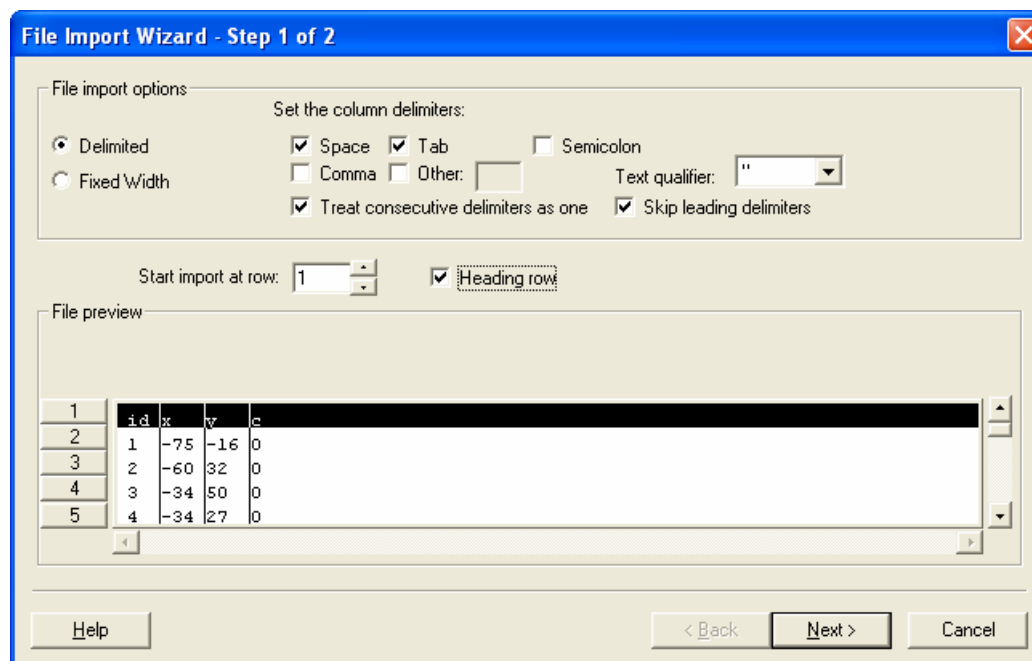 File Import Wizard - Step 1 of 2
File import options
Set the column delimiters:
Delimited
Fixed Width
Space Tab Semicolon
Comma Other: Text qualifier: "
Treat consecutive delimiters as one Skip leading delimiters
Start import at row: 1 Heading row
File preview
1 id x y c
2 1 -75 -16 0
3 2 -60 32 0
4 3 -34 50 0
5 4 -34 27 0
Help < Back Next > Cancel